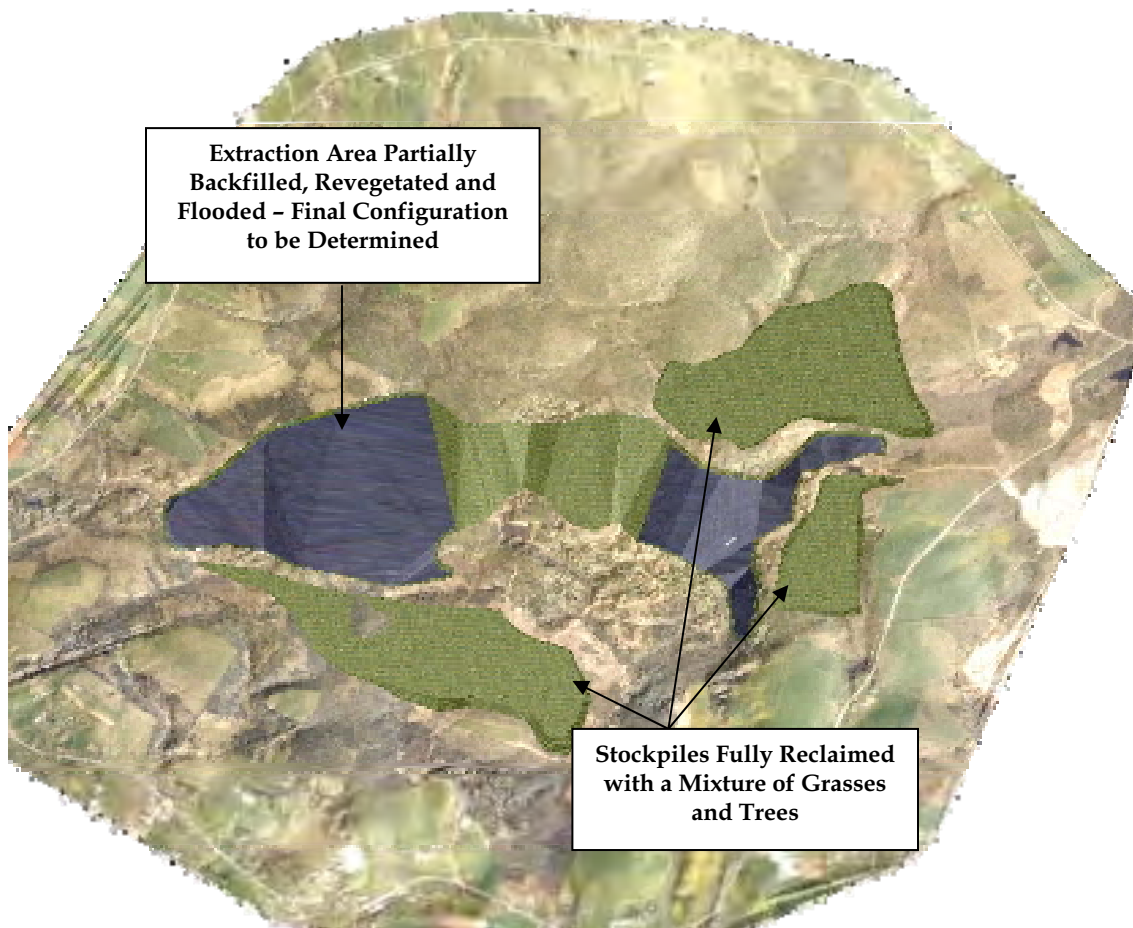 Extraction Area Partially
Backfilled, Revegetated and
Flooded – Final Configuration
to be Determined
Stockpiles Fully Reclaimed
with a Mixture of Grasses
and Trees